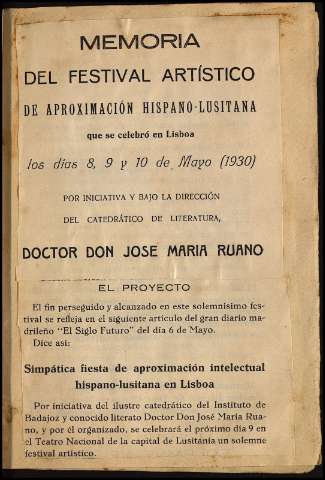 MEMORIA
DEL FESTIVAL ARTÍSTICO
DE APROXIMACIÓN HISPANO-LUSITANA
que se celebró en Lisboa
los días 8, 9 y 10 de Mayo (1930)
POR INICIATIVA Y BAJO LA DIRECCIÓN
DEL CATEDRÁTICO DE LITERATURA,
DOCTOR DON JOSE MARIA RUANO
EL PROYECTO
El fin perseguido y alcanzado en este solemnísimo fes-
tival se refleja en el siguiente artículo del gran diario ma-
drileño "El Siglo Futuro" del día 6 de Mayo.
Dice así:
Simpática fiesta de aproximación intelectual
hispano-lusitana en Lisboa
Por iniciativa del ilustre catedrático del Instituto de
Badajoz y conocido literato Doctor Don José María Rua-
no, y por él organizado, se celebrará el próximo día 9 en
el Teatro Nacional de la capital de Lusitania un solemne
festival artístico.